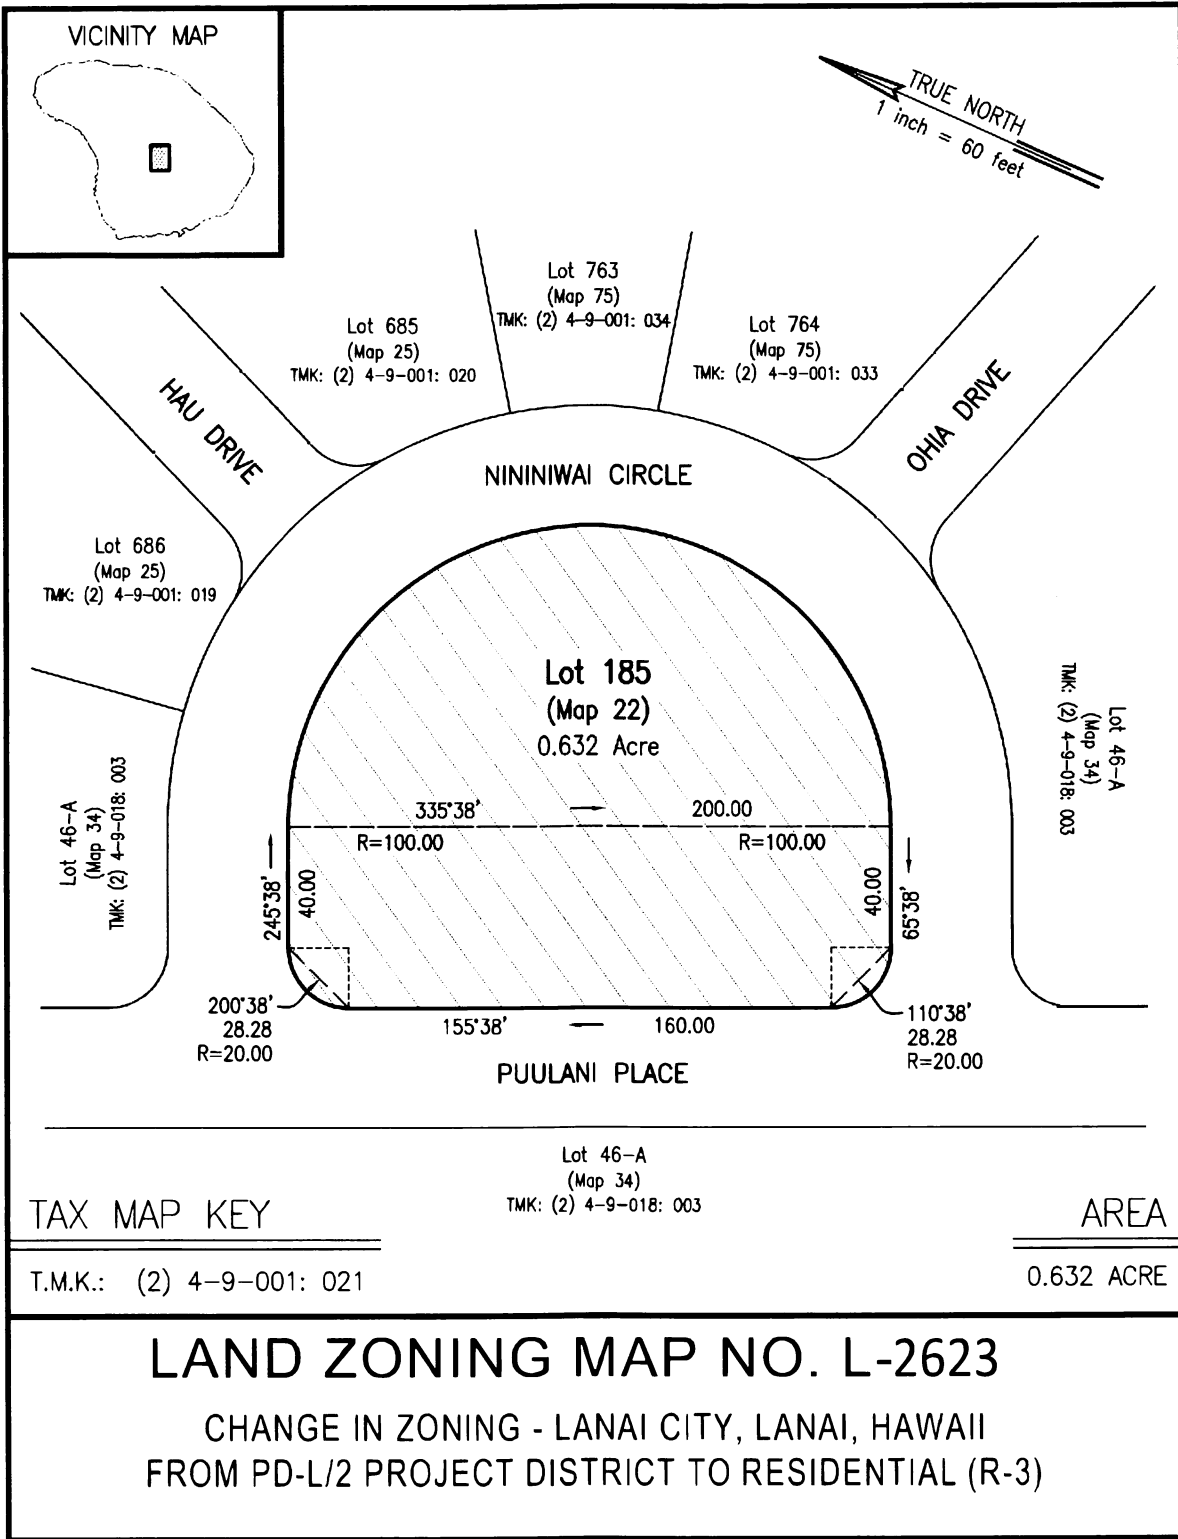 VICINITY MAP
TRUE NORTH
1 inch = 60 feet
Lot 763
(Map 75)
TMK: (2) 4-9-001: 034
Lot 685
(Map 25)
TMK: (2) 4-9-001: 020
Lot 764
(Map 75)
TMK: (2) 4-9-001: 033
HAU DRIVE
OHIA DRIVE
NININIWAI CIRCLE
Lot 686
(Map 25)
TMK: (2) 4-9-001: 019
Lot 185
(Map 22)
0.632 Acre
Lot 46-A
(Map 34)
TMK: (2) 4-9-018: 003
Lot 46-A
(Map 34)
TMK: (2) 4-9-018: 003
335°38'
200.00
R=100.00
R=100.00
245°38'
40.00
40.00
65°38'
200°38'
28.28
R=20.00
155°38'
160.00
110°38'
28.28
R=20.00
PUULANI PLACE
Lot 46-A
(Map 34)
TMK: (2) 4-9-018: 003
TAX MAP KEY
T.M.K.: (2) 4-9-001: 021
AREA
0.632 ACRE
LAND ZONING MAP NO. L-2623
CHANGE IN ZONING - LANAI CITY, LANAI, HAWAII
FROM PD-L/2 PROJECT DISTRICT TO RESIDENTIAL (R-3)